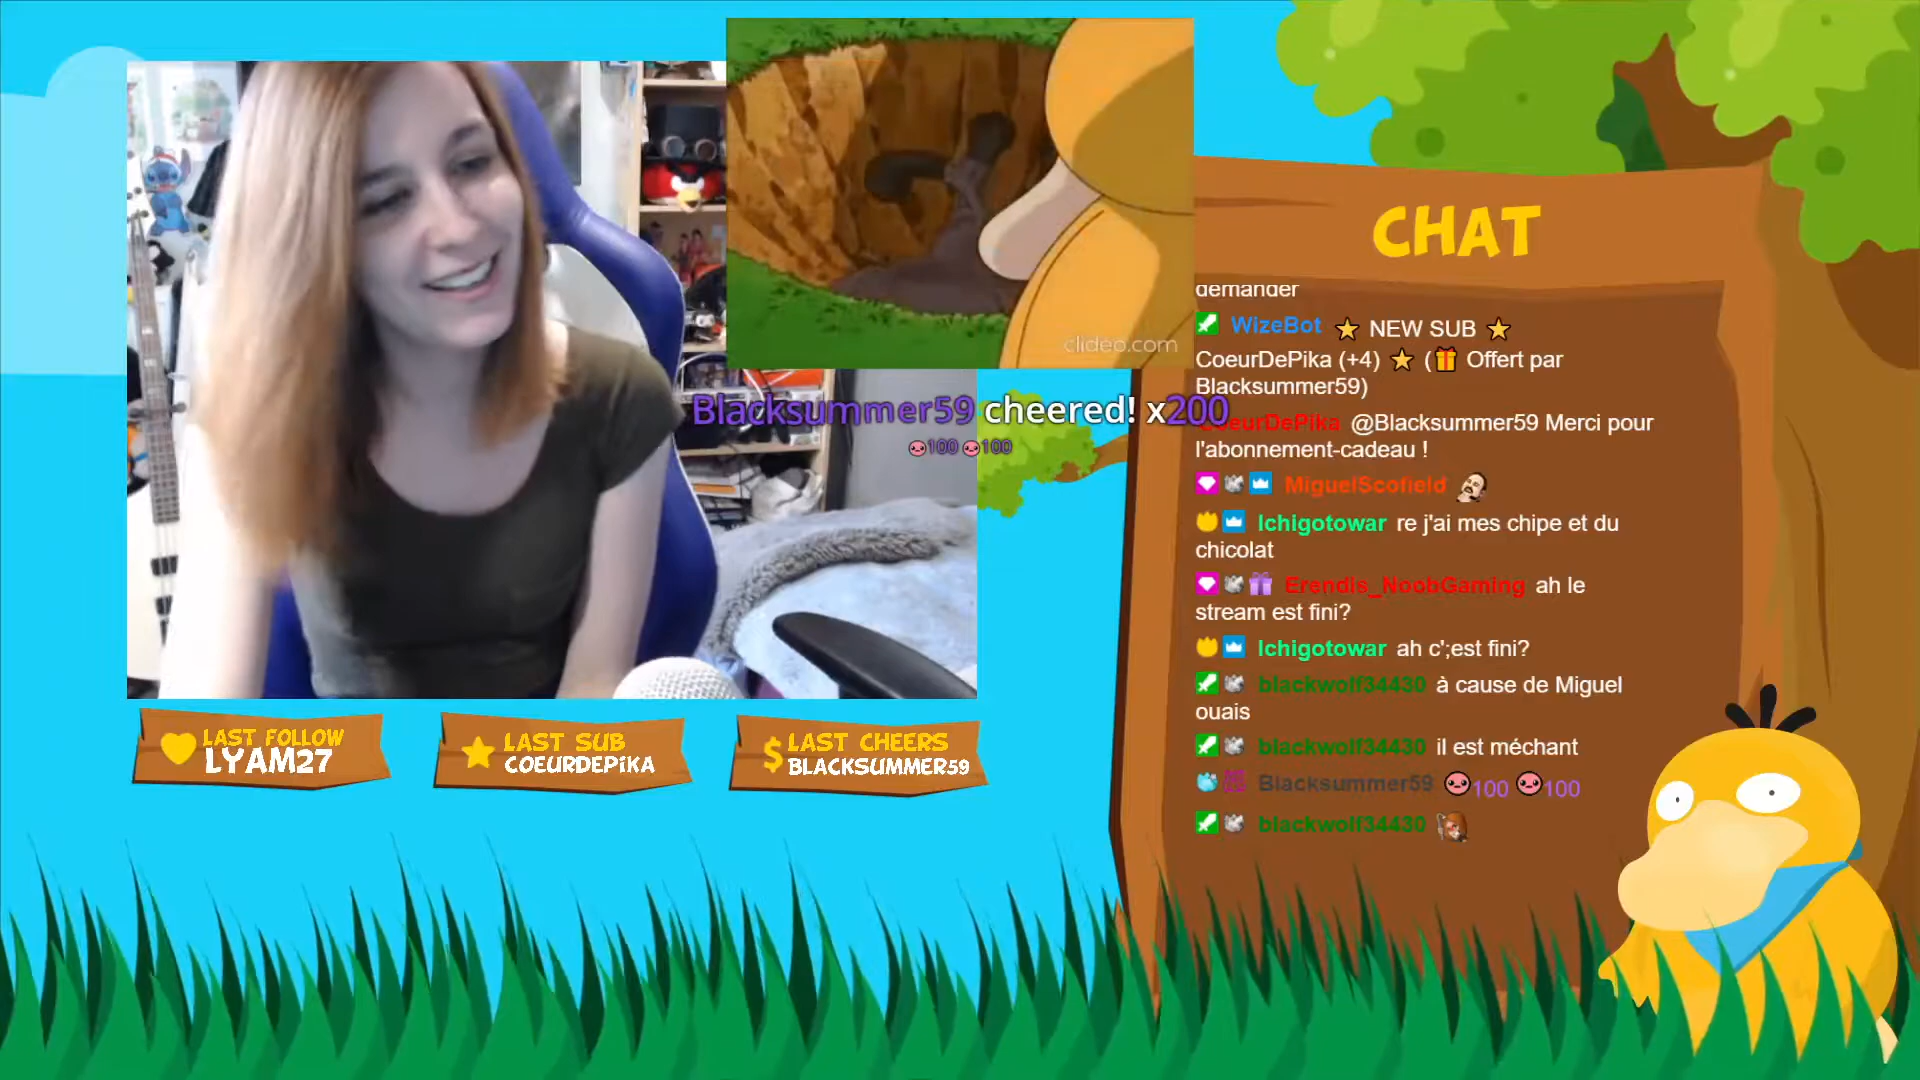 clideo.com
Blacksummer59 cheered! x200
100 100
CHAT
demander
WizeBot NEW SUB
CoeurDePika (+4) ( Offert par
Blacksummer59)
CoeurDePika @Blacksummer59 Merci pour
l'abonnement-cadeau !
MiguelScofield
Ichigotowar re j'ai mes chipe et du
chicolat
Erendis_NoobGaming ah le
stream est fini?
Ichigotowar ah c';est fini?
blackwolf34430 à cause de Miguel
ouais
blackwolf34430 il est méchant
Blacksummer59 100 100
blackwolf34430
LAST FOLLOW
LYAM27
LAST SUB
COEURDEPIKA
$ LAST CHEERS
BLACKSUMMER59